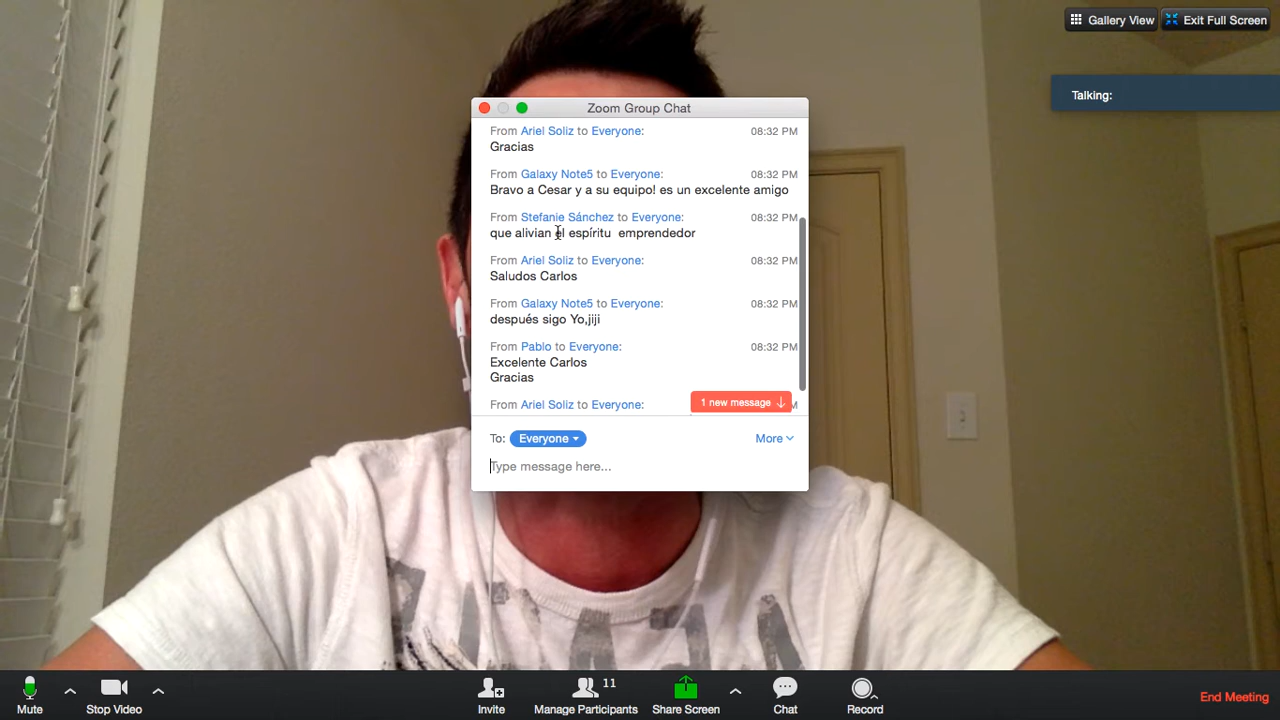 Gallery View
Exit Full Screen
Talking:
Zoom Group Chat
From Ariel Soliz to Everyone: 08:32 PM
Gracias
From Galaxy Note5 to Everyone: 08:32 PM
Bravo a Cesar y a su equipo! es un excelente amigo
From Stefanie Sánchez to Everyone: 08:32 PM
que alivian el espíritu emprendedor
From Ariel Soliz to Everyone: 08:32 PM
Saludos Carlos
From Galaxy Note5 to Everyone: 08:32 PM
después sigo Yo,jiji
From Pablo to Everyone: 08:32 PM
Excelente Carlos
Gracias
From Ariel Soliz to Everyone:
1 new message
To: Everyone
More
Type message here...
Mute
Stop Video
Invite
11
Manage Participants
Share Screen
Chat
Record
End Meeting